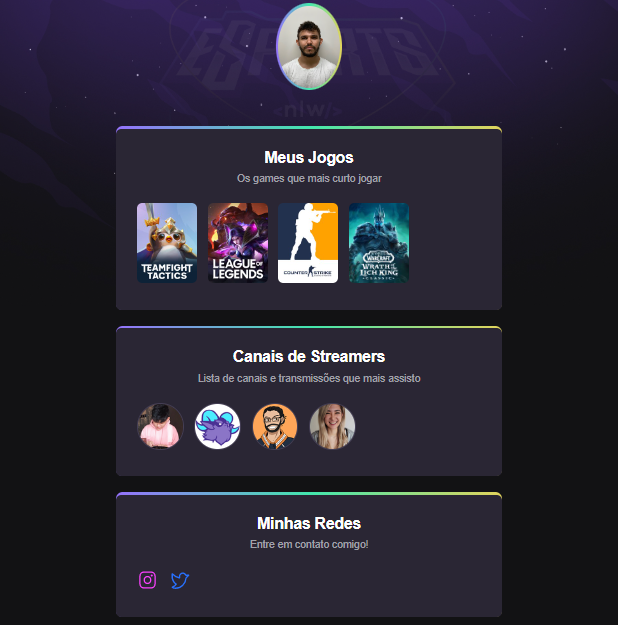 ESPORTS
<nlw/>
Meus Jogos
Os games que mais curto jogar
TEAMFIGHT
TACTICS
LEAGUE OF
LEGENDS
COUNTER STRIKE
WARCRAFT
WRATH OF THE
LICH KING
CLASSIC
Canais de Streamers
Lista de canais e transmissões que mais assisto
Minhas Redes
Entre em contato comigo!